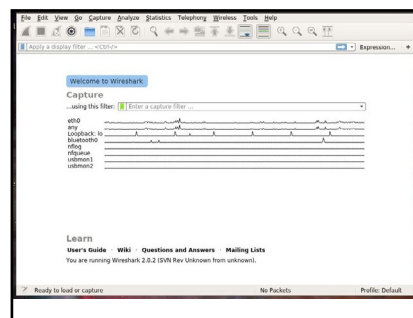 File Edit View Go Capture Analyze Statistics Telephony Wireless Tools Help
Apply a display filter ... <Ctrl-/> Expression... +
Welcome to Wireshark
Capture
...using this filter: Enter a capture filter ...
eth0
any
Loopback: lo
bluetooth0
nflog
nfqueue
usbmon1
usbmon2
Learn
User's Guide · Wiki · Questions and Answers · Mailing Lists
You are running Wireshark 2.0.2 (SVN Rev Unknown from unknown).
Ready to load or capture No Packets Profile: Default